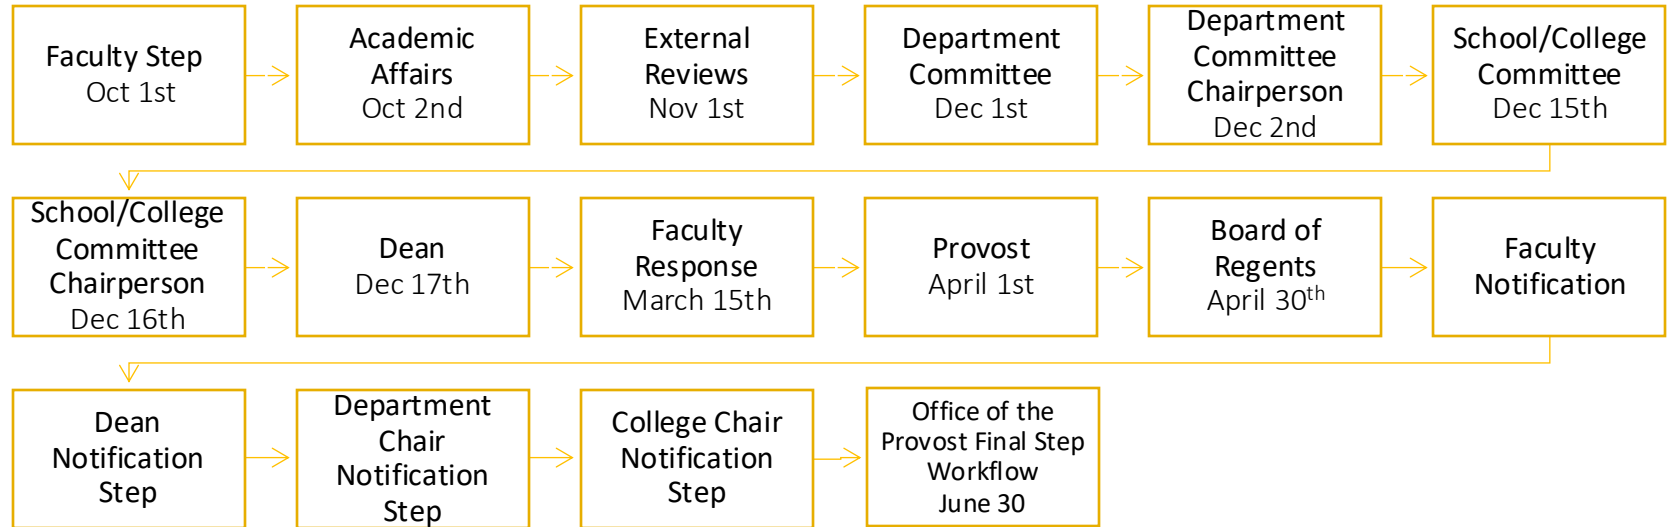 Faculty Step
Oct 1st
Academic
Affairs
Oct 2nd
External
Reviews
Nov 1st
Department
Committee
Dec 1st
Department
Committee
Chairperson
Dec 2nd
School/College
Committee
Dec 15th
School/College
Committee
Chairperson
Dec 16th
Dean
Dec 17th
Faculty
Response
March 15th
Provost
April 1st
Board of
Regents
April 30th
Faculty
Notification
Dean
Notification
Step
Department
Chair
Notification
Step
College Chair
Notification
Step
Office of the
Provost Final Step
Workflow
June 30